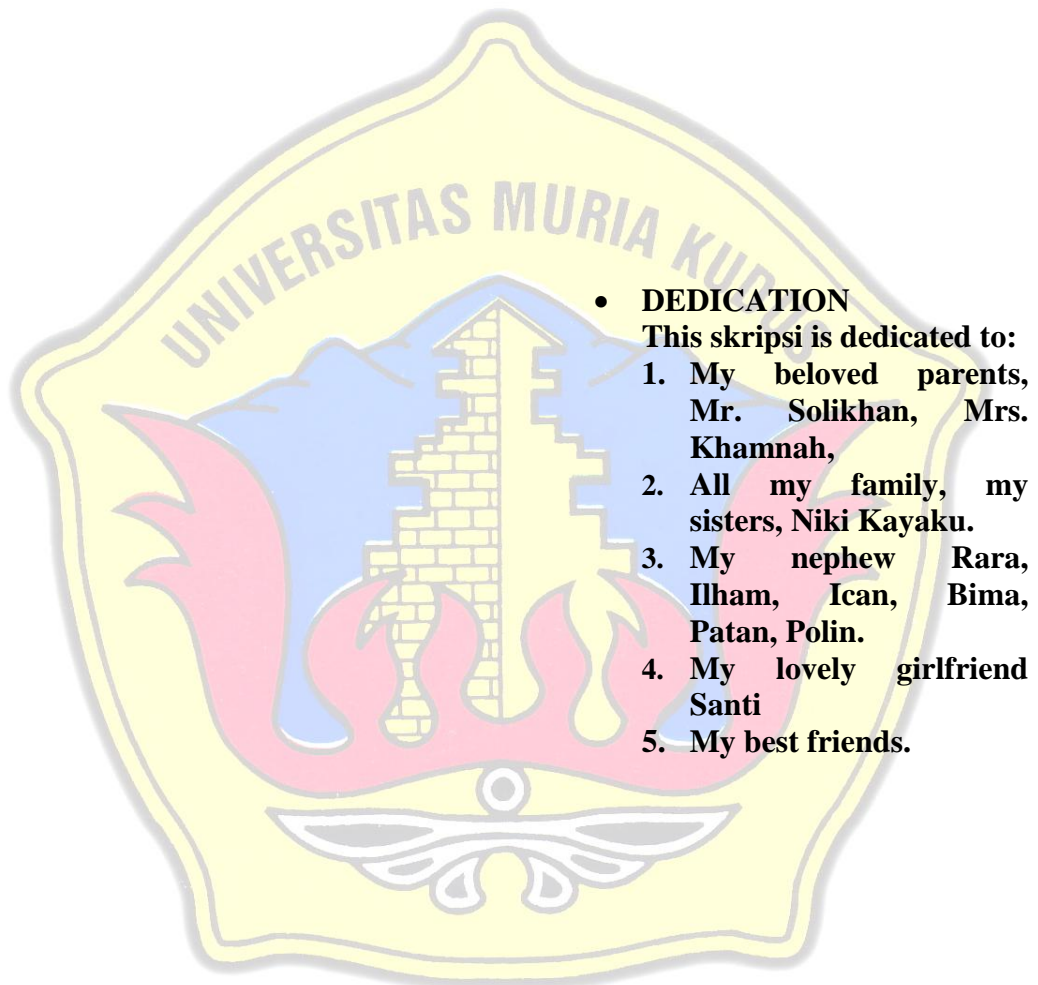 UNIVERSITAS MURIA KUDUS
• DEDICATION
This skripsi is dedicated to:
1. My beloved parents,
Mr. Solikhan, Mrs.
Khamnah,
2. All my family, my
sisters, Niki Kayaku.
3. My nephew Rara,
Ilham, Ican, Bima,
Patan, Polin.
4. My lovely girlfriend
Santi
5. My best friends.